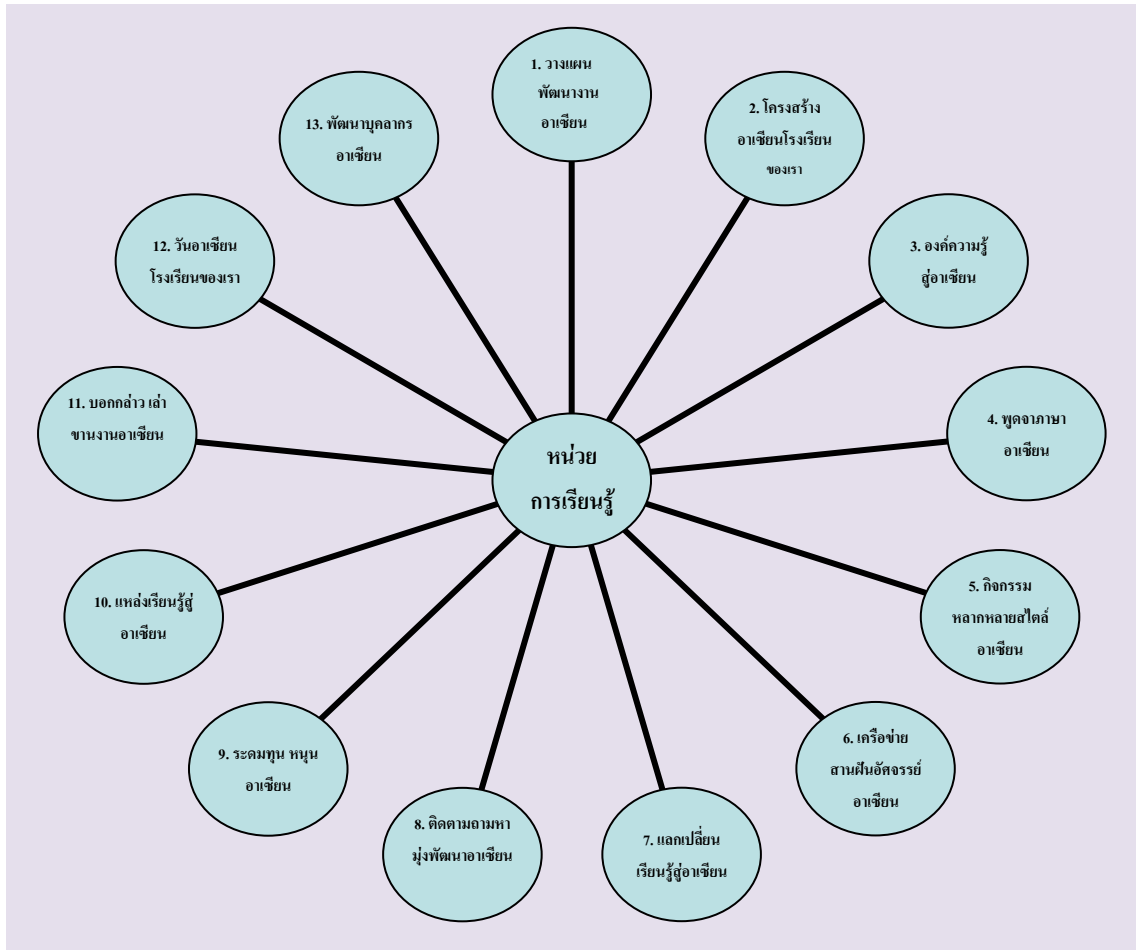 1. วางแผน
พัฒนางาน
อาเซียน
2. โครงสร้าง
อาเซียนโรงเรียน
ของเรา
3. องค์ความรู้
สู่อาเซียน
4. พูดจาภาษา
อาเซียน
5. กิจกรรม
หลากหลายสไตล์
อาเซียน
6. เครือข่าย
สานฝันอัศจรรย์
อาเซียน
7. แลกเปลี่ยน
เรียนรู้สู่อาเซียน
8. ติดตามถามหา
มุ่งพัฒนาอาเซียน
9. ระดมทุน หนุน
อาเซียน
10. แหล่งเรียนรู้สู่
อาเซียน
11. บอกกล่าว เล่า
ขานงานอาเซียน
12. วันอาเซียน
โรงเรียนของเรา
13. พัฒนาบุคลากร
อาเซียน
หน่วย
การเรียนรู้